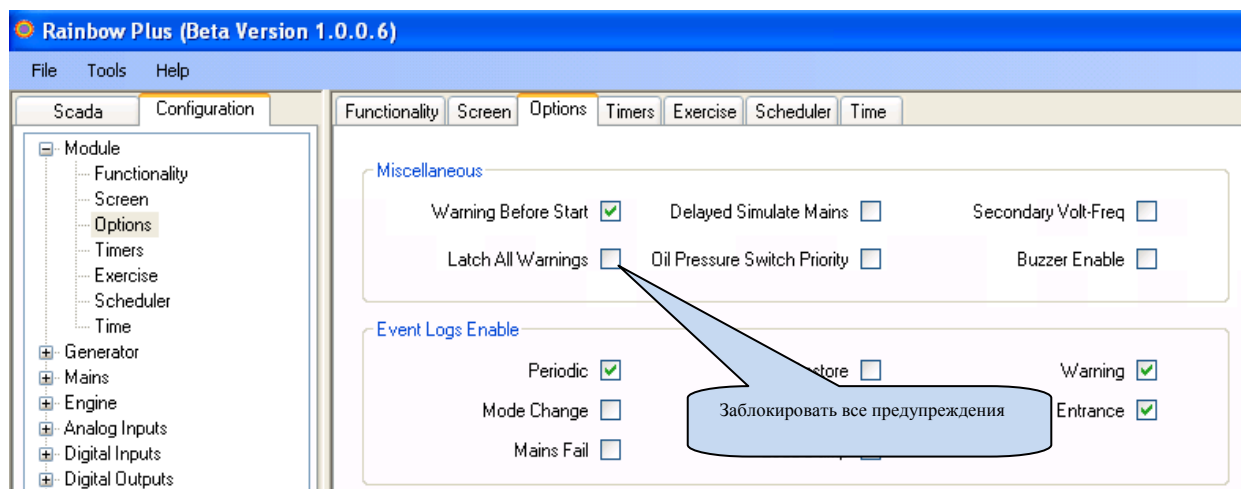 Rainbow Plus (Beta Version 1.0.0.6)
File Tools Help
Scada Configuration
Functionality Screen Options Timers Exercise Scheduler Time
Module
Functionality
Screen
Options
Timers
Exercise
Scheduler
Time
Generator
Mains
Engine
Analog Inputs
Digital Inputs
Digital Outputs
Miscellaneous
Warning Before Start Delayed Simulate Mains Secondary Volt-Freq
Latch All Warnings Oil Pressure Switch Priority Buzzer Enable
Event Logs Enable
Periodic Warning
Mode Change Entrance
Mains Fail
Заблокировать все предупреждения